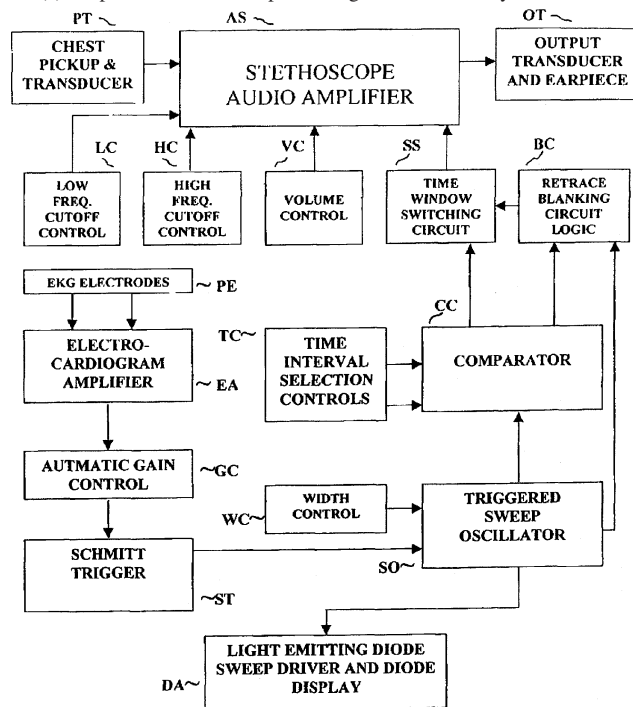 PT
AS
OT
CHEST
PICKUP &
TRANSDUCER
STETHOSCOPE
AUDIO AMPLIFIER
OUTPUT
TRANSDUCER
AND EARPIECE
LC
HC
VC
SS
BC
LOW
FREQ.
CUTOFF
CONTROL
HIGH
FREQ.
CUTOFF
CONTROL
VOLUME
CONTROL
TIME
WINDOW
SWITCHING
CIRCUIT
RETRACE
BLANKING
CIRCUIT
LOGIC
EKG ELECTRODES
PE
ELECTRO-
CARDIOGRAM
AMPLIFIER
EA
TC
TIME
INTERVAL
SELECTION
CONTROLS
CC
COMPARATOR
AUTMATIC GAIN
CONTROL
GC
WC
WIDTH
CONTROL
TRIGGERED
SWEEP
OSCILLATOR
SO
SCHMITT
TRIGGER
ST
LIGHT EMITTING DIODE
SWEEP DRIVER AND DIODE
DISPLAY
DA